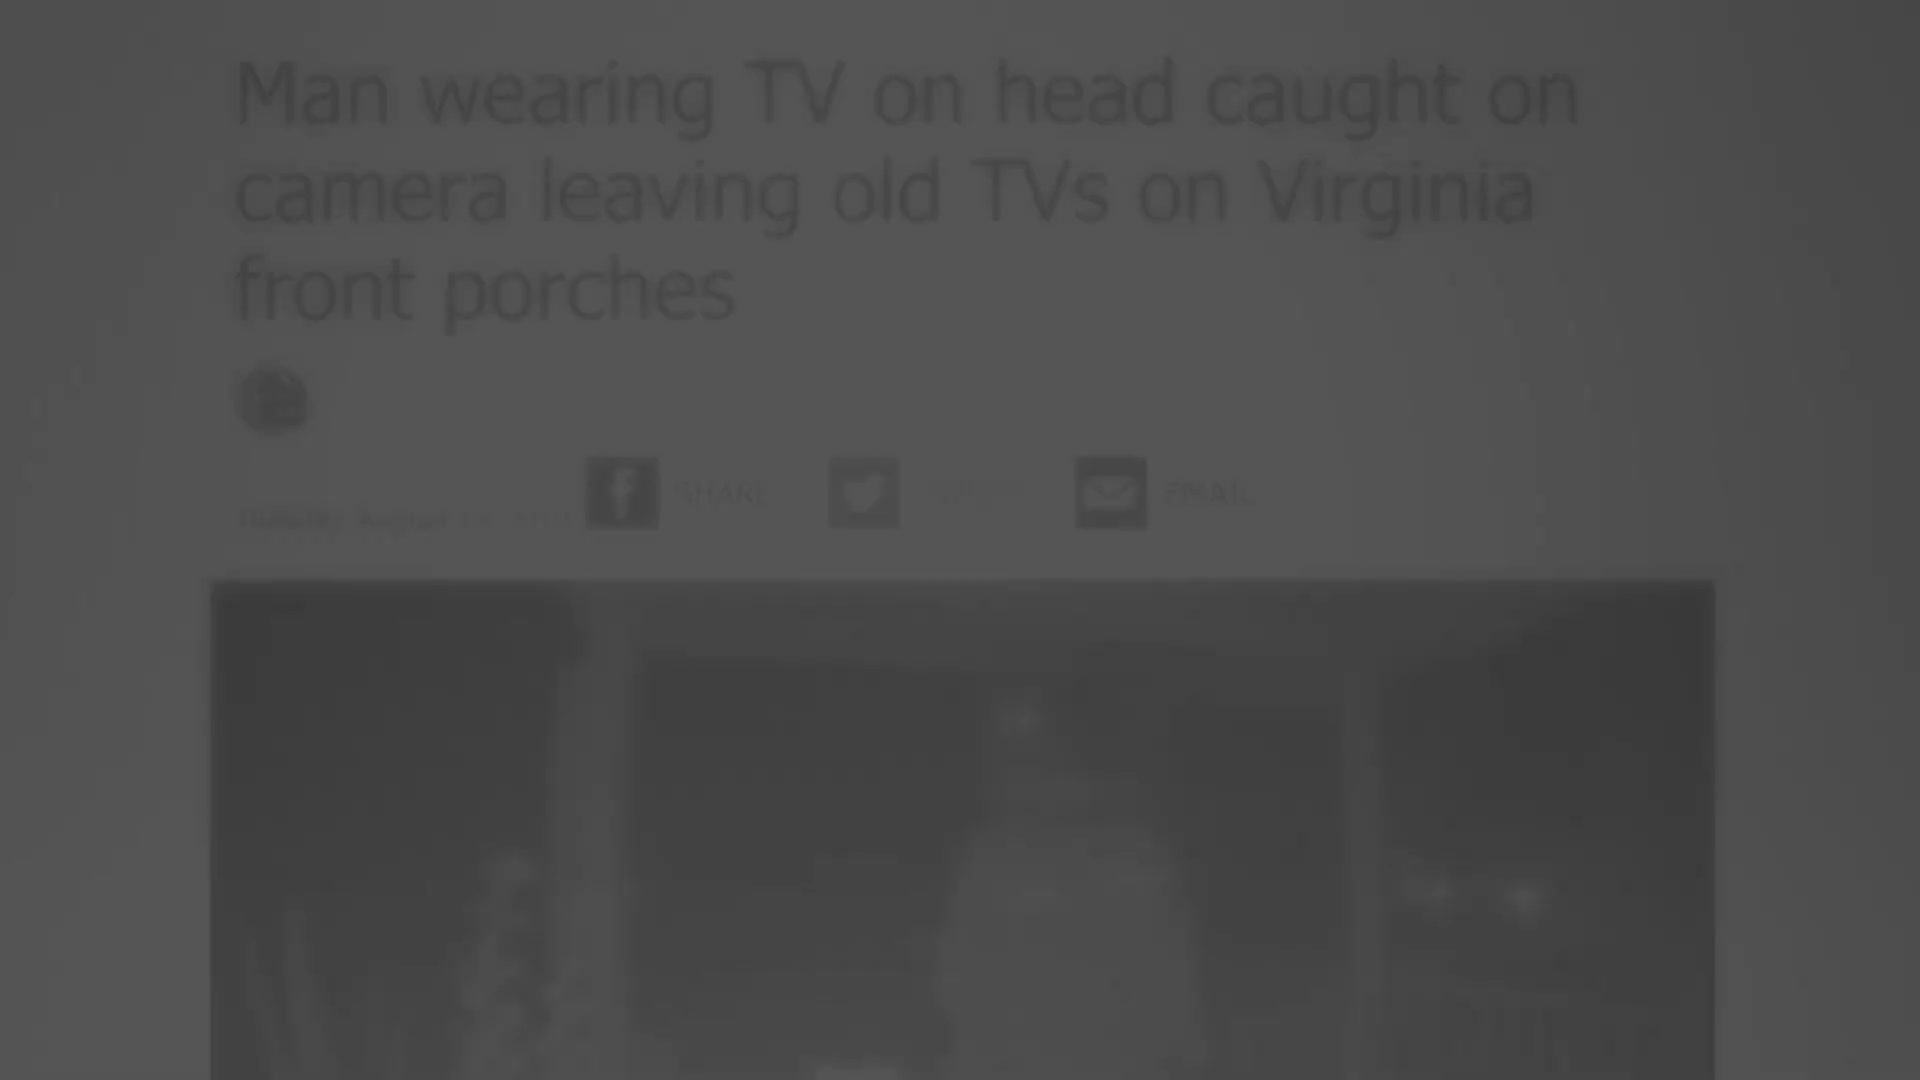 Man wearing TV on head caught on
camera leaving old TVs on Virginia
front porches
SHARE
EMAIL